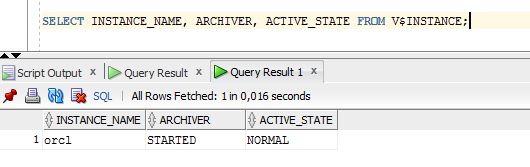 SELECT INSTANCE_NAME, ARCHIVER, ACTIVE_STATE FROM V$INSTANCE;
Script Output x Query Result x Query Result 1 x
SQL | All Rows Fetched: 1 in 0,016 seconds
INSTANCE_NAME ARCHIVER ACTIVE_STATE
1 orcl STARTED NORMAL